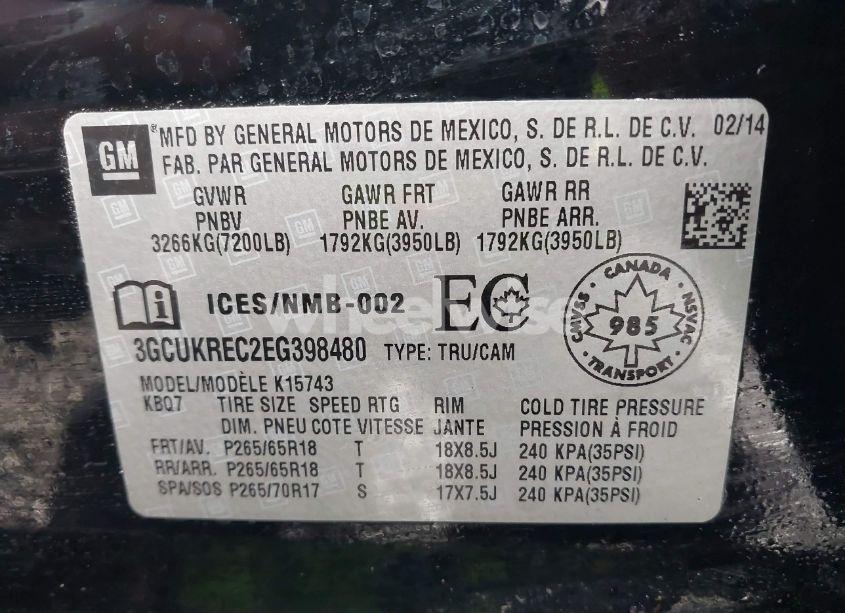 GM ® MFD BY GENERAL MOTORS DE MEXICO, S. DE R.L. DE C.V. 02/14
FAB. PAR GENERAL MOTORS DE MEXICO, S. DE R.L. DE C.V.
GVWR GAWR FRT GAWR RR
PNBV PNBE AV. PNBE ARR.
3266KG(7200LB) 1792KG(3950LB) 1792KG(3950LB)
ICES/NMB-002 EC
CANADA
CMVSS 985 NSVAC
TRANSPORT
3GCUKREC2EG398480 TYPE: TRU/CAM
MODEL/MODÈLE K15743
KBQ7 TIRE SIZE SPEED RTG RIM COLD TIRE PRESSURE
DIM. PNEU COTE VITESSE JANTE PRESSION À FROID
FRT/AV. P265/65R18 T 18X8.5J 240 KPA(35PSI)
RR/ARR. P265/65R18 T 18X8.5J 240 KPA(35PSI)
SPA/SOS P265/70R17 S 17X7.5J 240 KPA(35PSI)